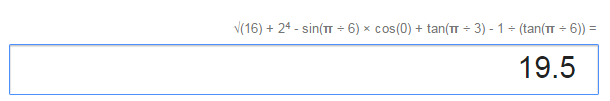 √(16) + 2⁴ - sin(π ÷ 6) × cos(0) + tan(π ÷ 3) - 1 ÷ (tan(π ÷ 6)) =
19.5